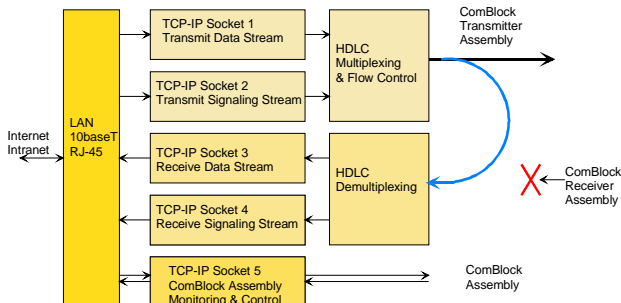 TCP-IP Socket 1
Transmit Data Stream
TCP-IP Socket 2
Transmit Signaling Stream
HDLC
Multiplexing
& Flow Control
ComBlock
Transmitter
Assembly
LAN
10baseT
RJ-45
Internet
Intranet
TCP-IP Socket 3
Receive Data Stream
HDLC
Demultiplexing
ComBlock
Receiver
Assembly
TCP-IP Socket 4
Receive Signaling Stream
TCP-IP Socket 5
ComBlock Assembly
Monitoring & Control
ComBlock
Assembly